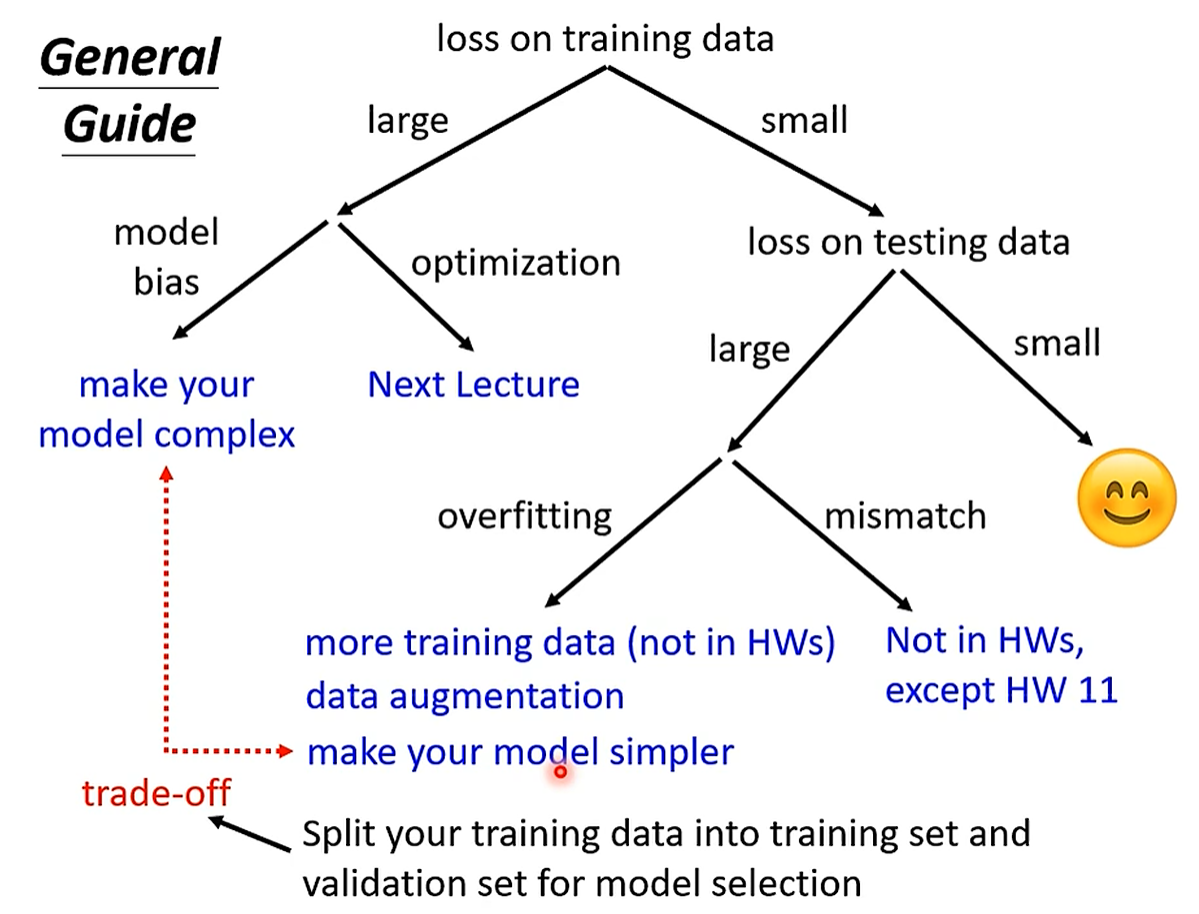 General
Guide
loss on training data
large
small
model
bias
optimization
loss on testing data
make your
model complex
Next Lecture
large
small
overfitting
mismatch
more training data (not in HWs)
data augmentation
make your model simpler
Not in HWs,
except HW 11
trade-off
Split your training data into training set and
validation set for model selection